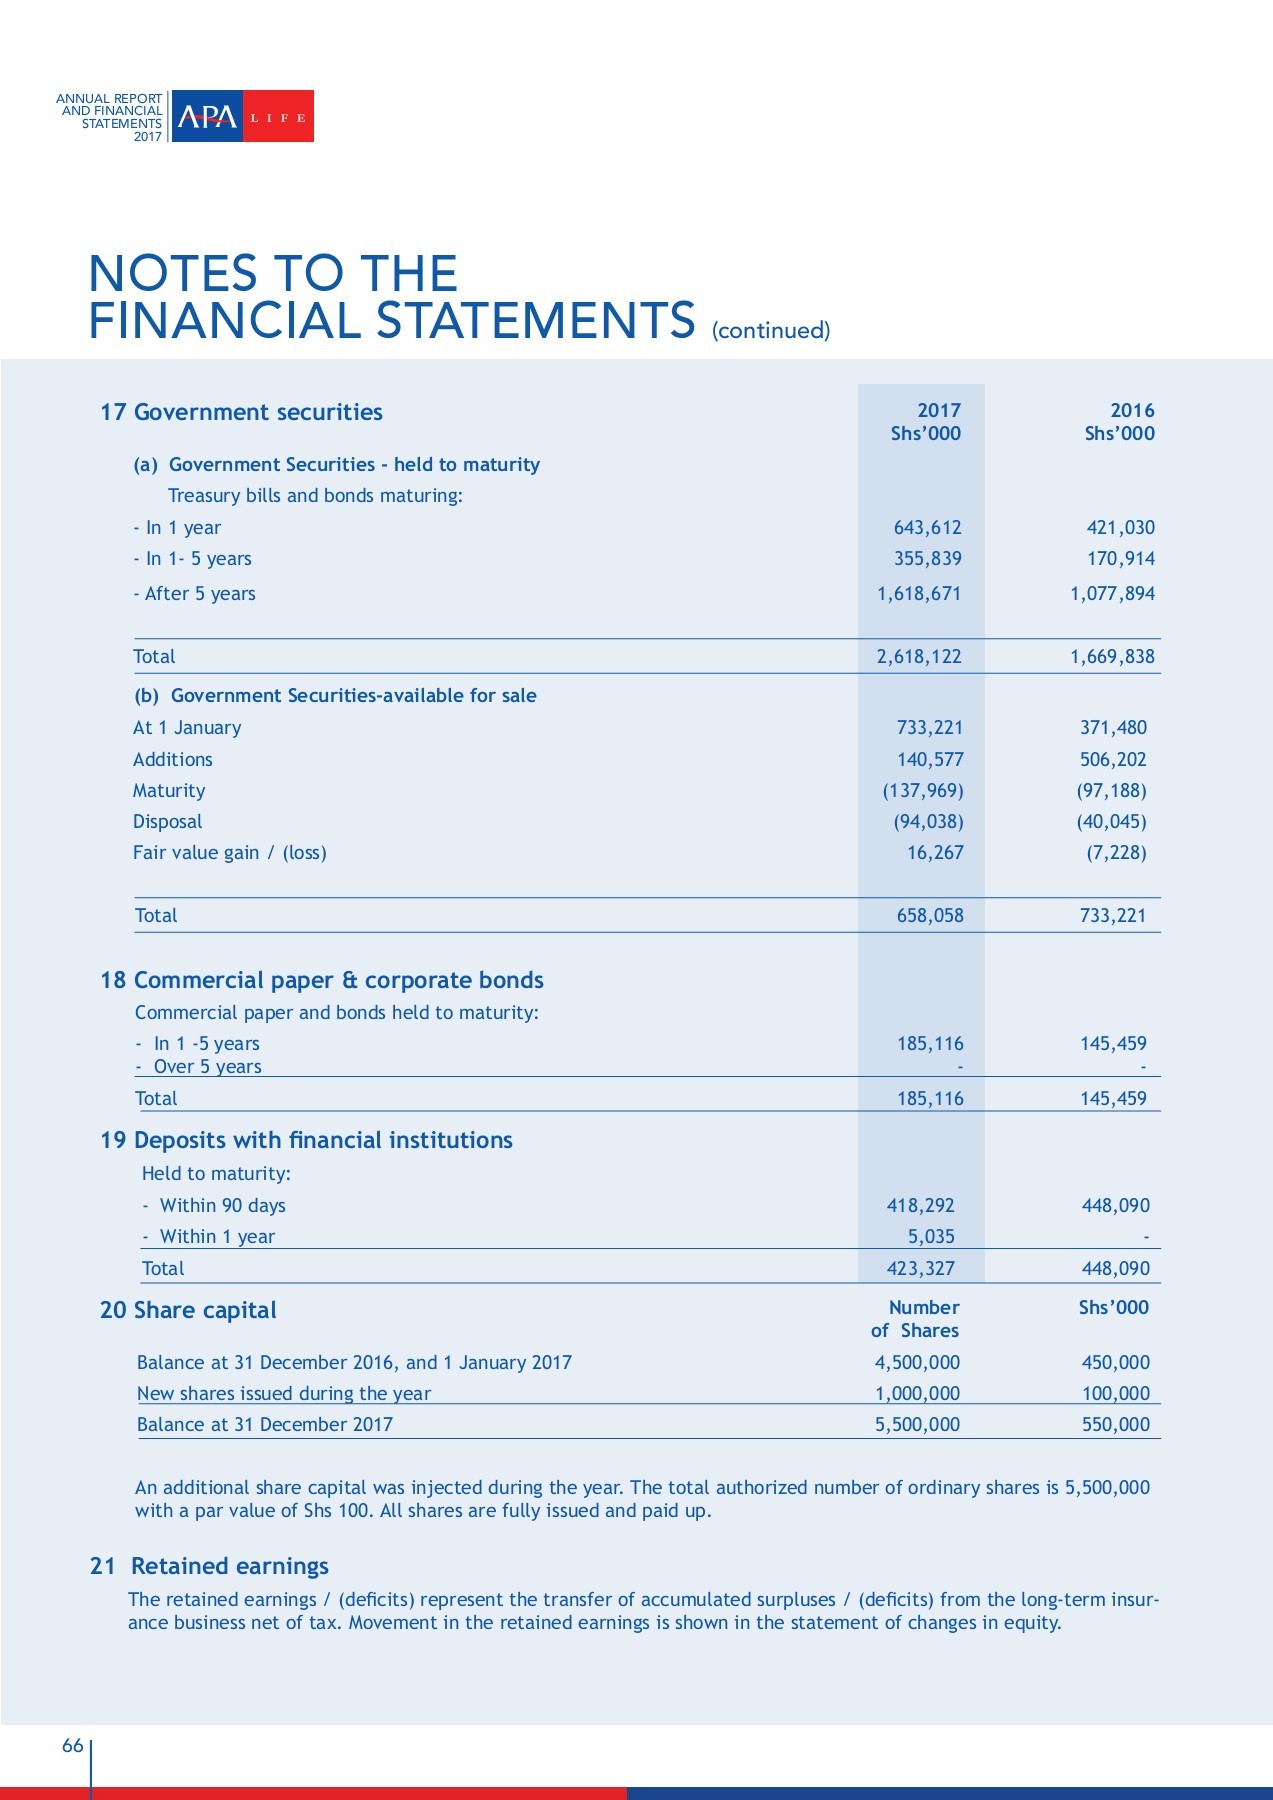 ANNUAL REPORT
AND FINANCIAL
STATEMENTS
2017
APA LIFE
NOTES TO THE
FINANCIAL STATEMENTS (continued)
17 Government securities 2017 2016
Shs’000 Shs’000
(a) Government Securities - held to maturity
Treasury bills and bonds maturing:
- In 1 year 643,612 421,030
- In 1- 5 years 355,839 170,914
- After 5 years 1,618,671 1,077,894
Total 2,618,122 1,669,838
(b) Government Securities-available for sale
At 1 January 733,221 371,480
Additions 140,577 506,202
Maturity (137,969) (97,188)
Disposal (94,038) (40,045)
Fair value gain / (loss) 16,267 (7,228)
Total 658,058 733,221
18 Commercial paper & corporate bonds
Commercial paper and bonds held to maturity:
- In 1 -5 years 185,116 145,459
- Over 5 years - -
Total 185,116 145,459
19 Deposits with financial institutions
Held to maturity:
- Within 90 days 418,292 448,090
- Within 1 year 5,035 -
Total 423,327 448,090
20 Share capital Number Shs’000
of Shares
Balance at 31 December 2016, and 1 January 2017 4,500,000 450,000
New shares issued during the year 1,000,000 100,000
Balance at 31 December 2017 5,500,000 550,000
An additional share capital was injected during the year. The total authorized number of ordinary shares is 5,500,000
with a par value of Shs 100. All shares are fully issued and paid up.
21 Retained earnings
The retained earnings / (deficits) represent the transfer of accumulated surpluses / (deficits) from the long-term insur-
ance business net of tax. Movement in the retained earnings is shown in the statement of changes in equity.
66